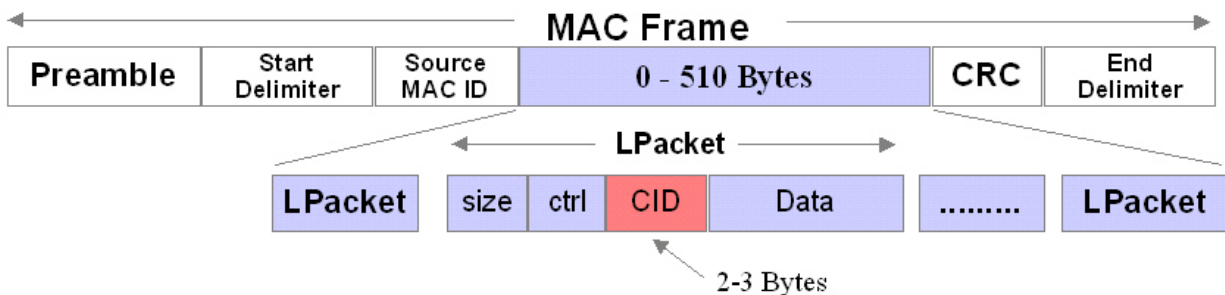 MAC Frame
Preamble
Start
Delimiter
Source
MAC ID
0 - 510 Bytes
CRC
End
Delimiter
LPacket
LPacket
size
ctrl
CID
Data
.........
LPacket
2-3 Bytes